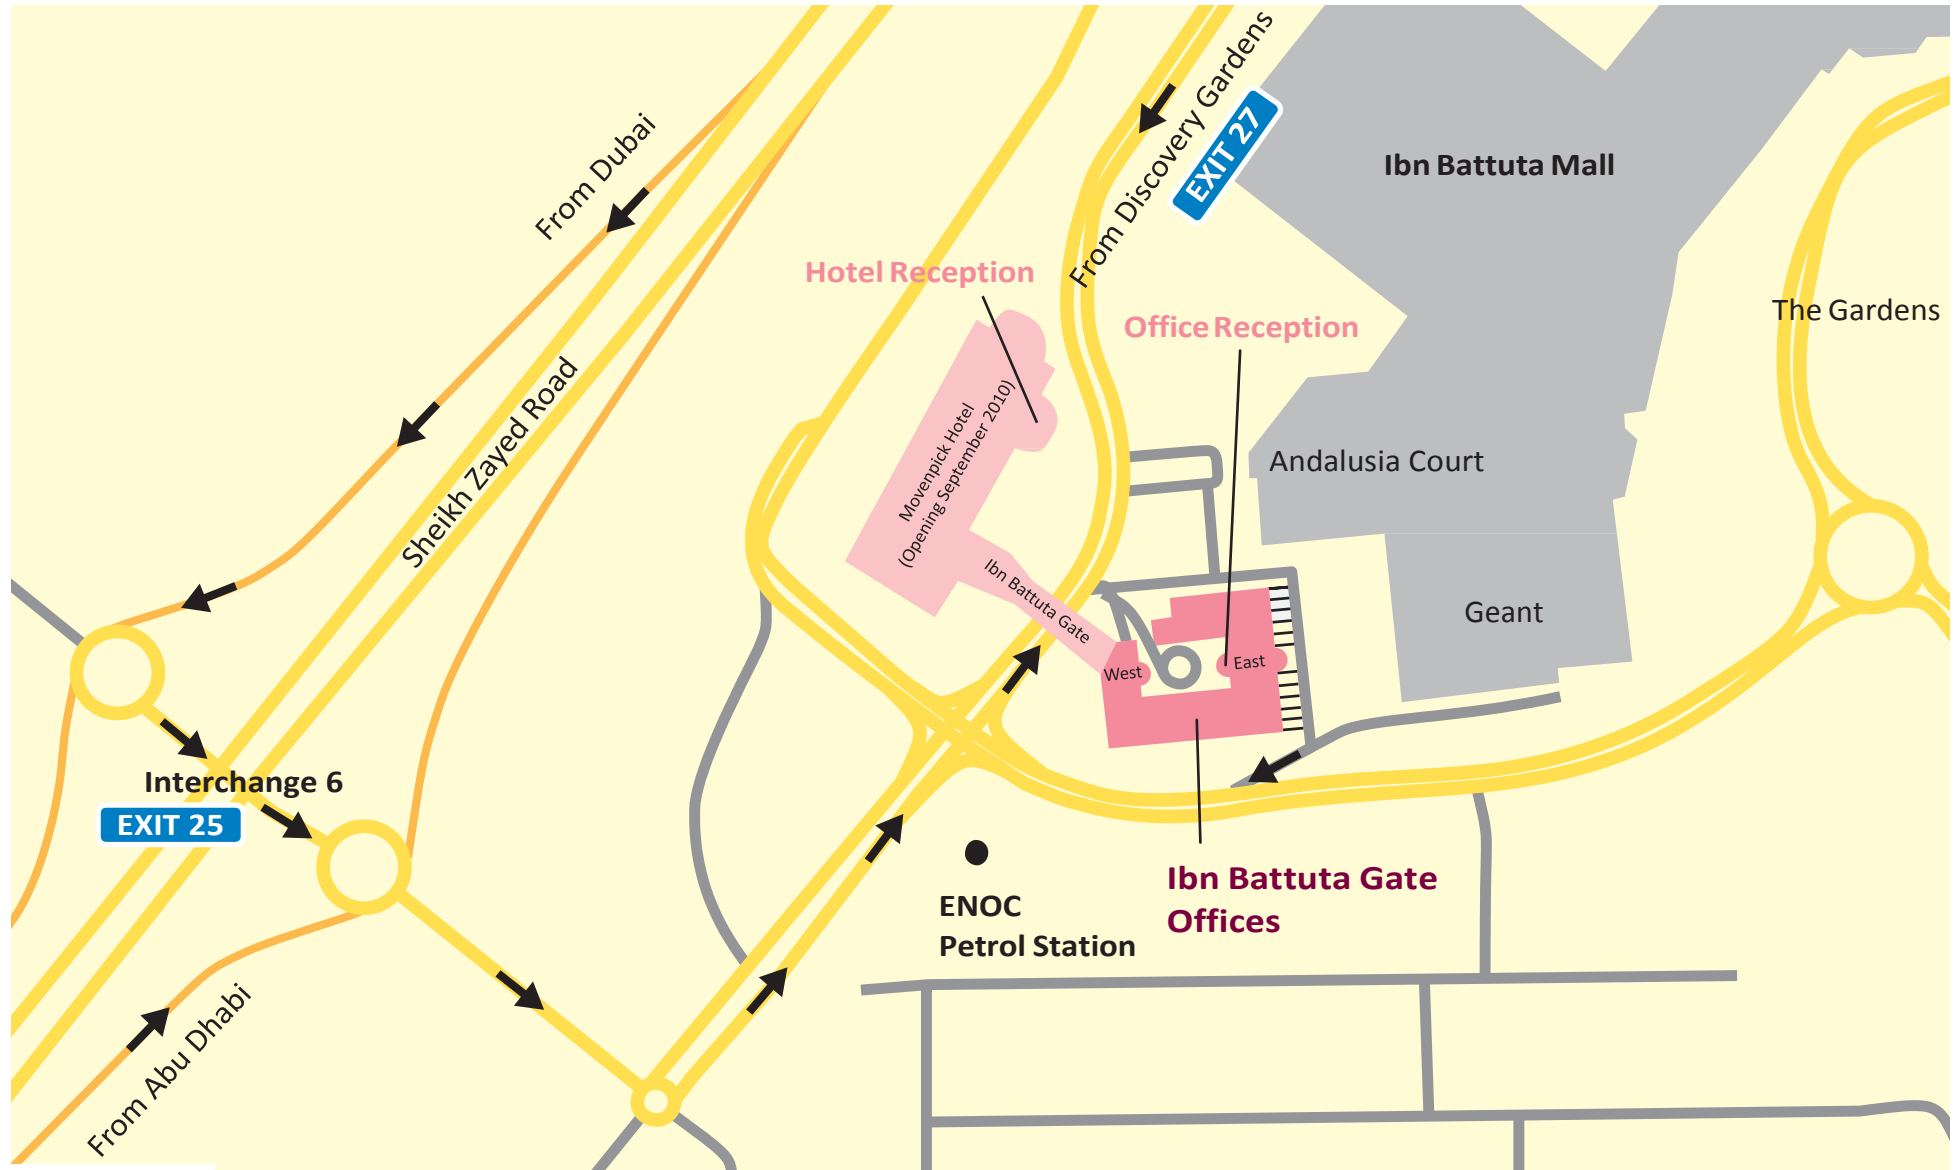 From Discovery Gardens
EXIT 27
From Dubai
Ibn Battuta Mall
Hotel Reception
Office Reception
The Gardens
Sheikh Zayed Road
Movenpick Hotel
(Opening September 2010)
Andalusia Court
Ibn Battuta Gate
Geant
West
East
Interchange 6
EXIT 25
ENOC
Petrol Station
Ibn Battuta Gate
Offices
From Abu Dhabi